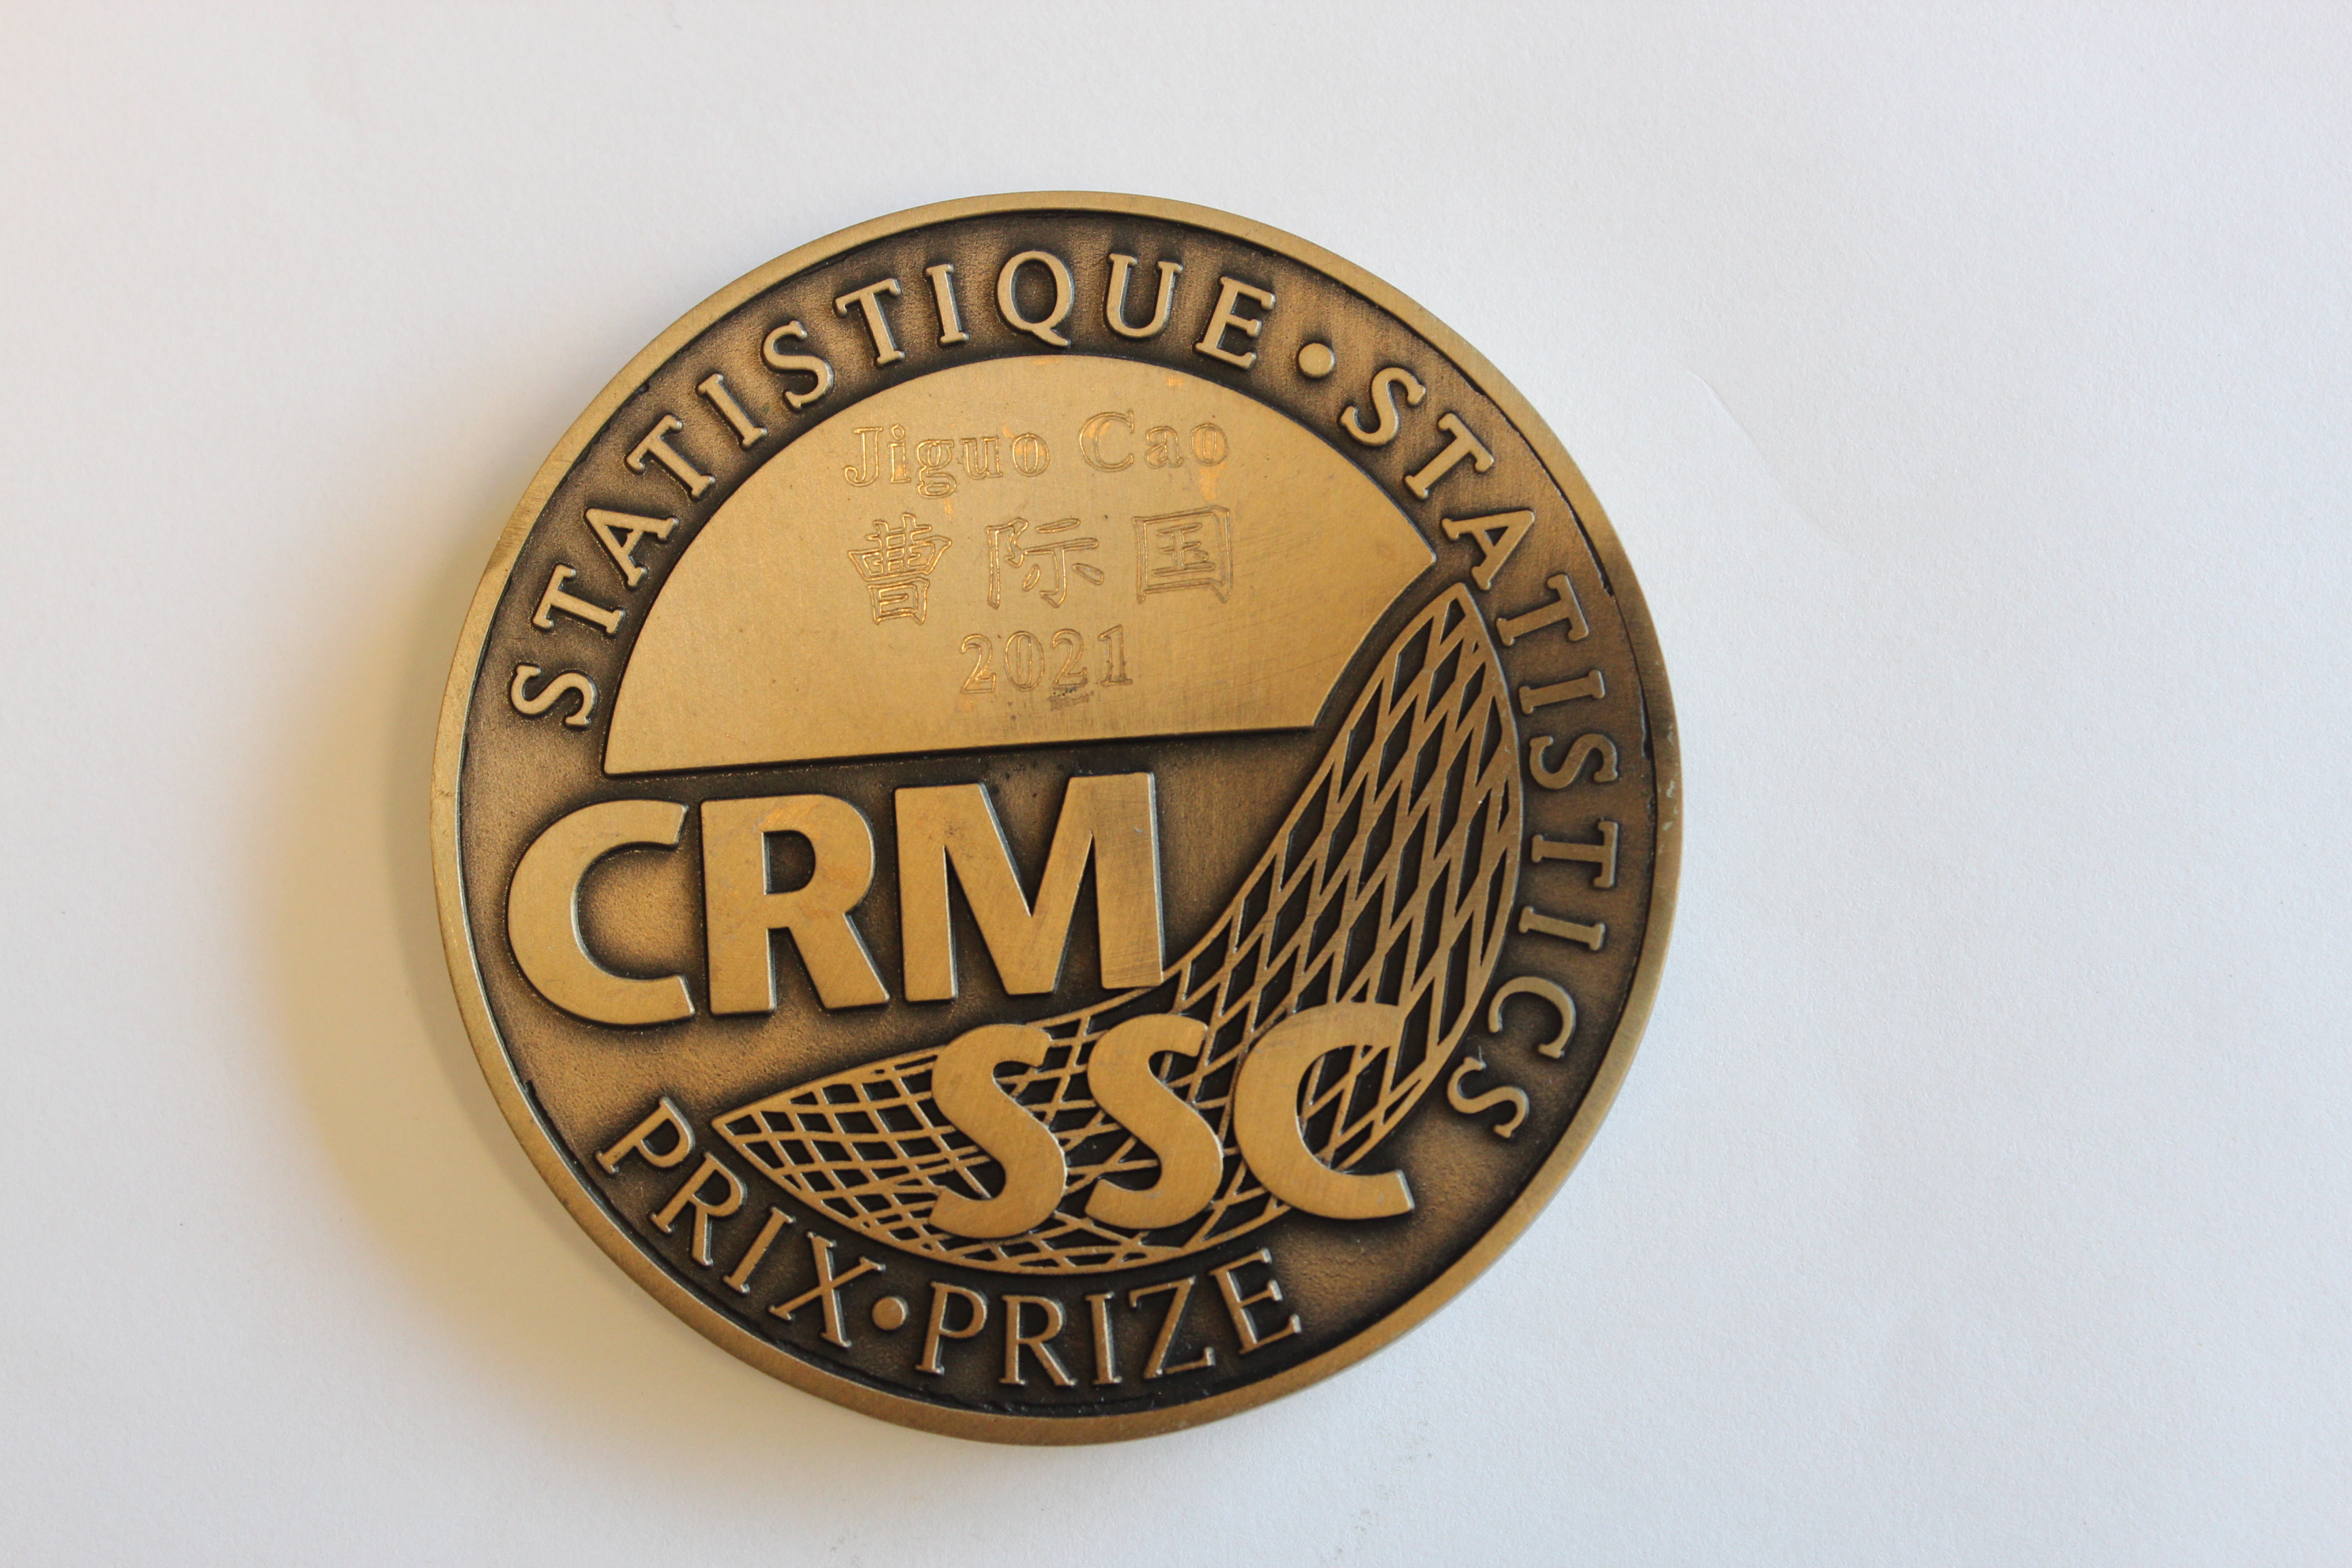 STATISTIQUE • STATISTICS
Jiguo Cao
曹际国
2021
CRM
SSC
PRIX • PRIZE